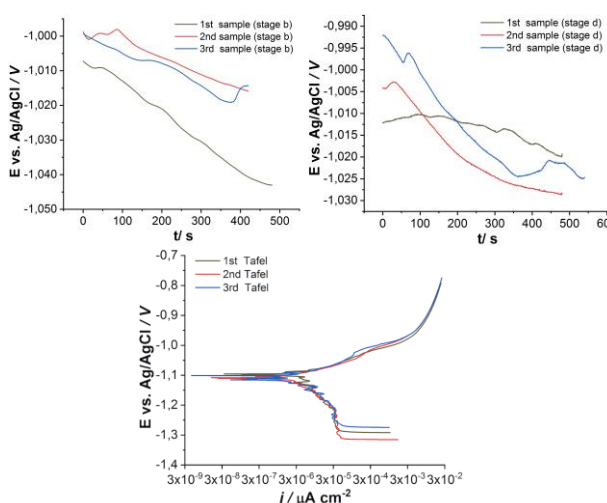 1st sample (stage b)
2nd sample (stage b)
3rd sample (stage b)
-1,000
-1,010
-1,020
-1,030
-1,040
-1,050
E vs. Ag/AgCl / V
0 100 200 300 400 500
t/ s
1st sample (stage d)
2nd sample (stage d)
3rd sample (stage d)
-0,990
-0,995
-1,000
-1,005
-1,010
-1,015
-1,020
-1,025
-1,030
E vs. Ag/AgCl / V
0 100 200 300 400 500 600
t/ s
1st Tafel
2nd Tafel
3rd Tafel
-0,7
-0,8
-0,9
-1,0
-1,1
-1,2
-1,3
E vs. Ag/AgCl / V
3x10-9 3x10-8 3x10-7 3x10-6 3x10-5 3x10-4 3x10-3 3x10-2
i / μA cm-2